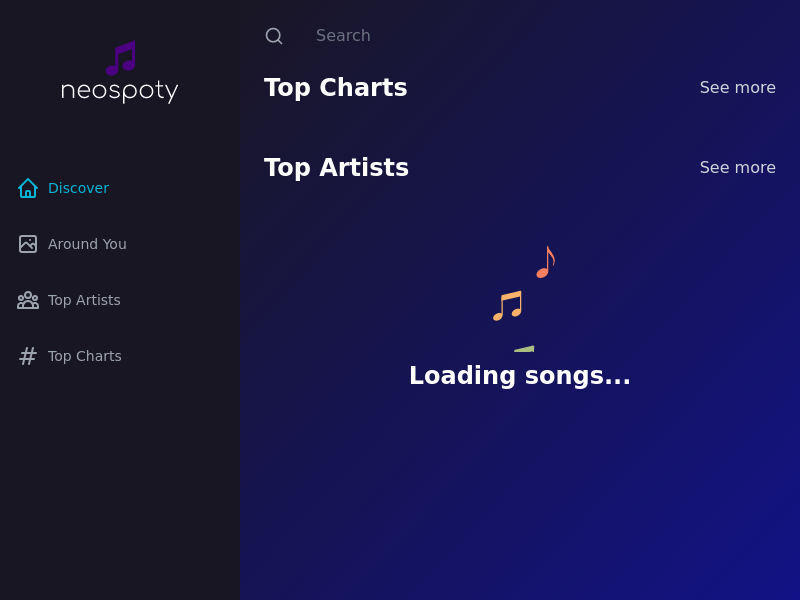 neospoty
Discover
Around You
Top Artists
Top Charts
Search
Top Charts
See more
Top Artists
See more
Loading songs...